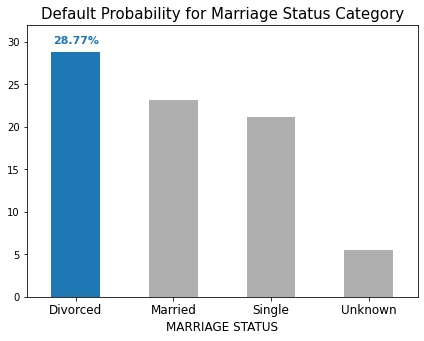 Default Probability for Marriage Status Category
28.77%
30
25
20
15
10
5
0
Divorced Married Single Unknown
MARRIAGE STATUS